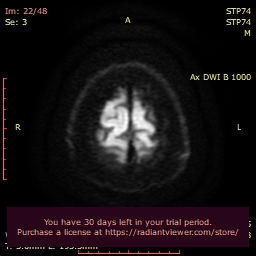 Im: 22/48
Se: 3
A
STP74
STP74
M
Ax DWI B 1000
R
L
You have 30 days left in your trial period.
Purchase a license at https://radiantviewer.com/store/